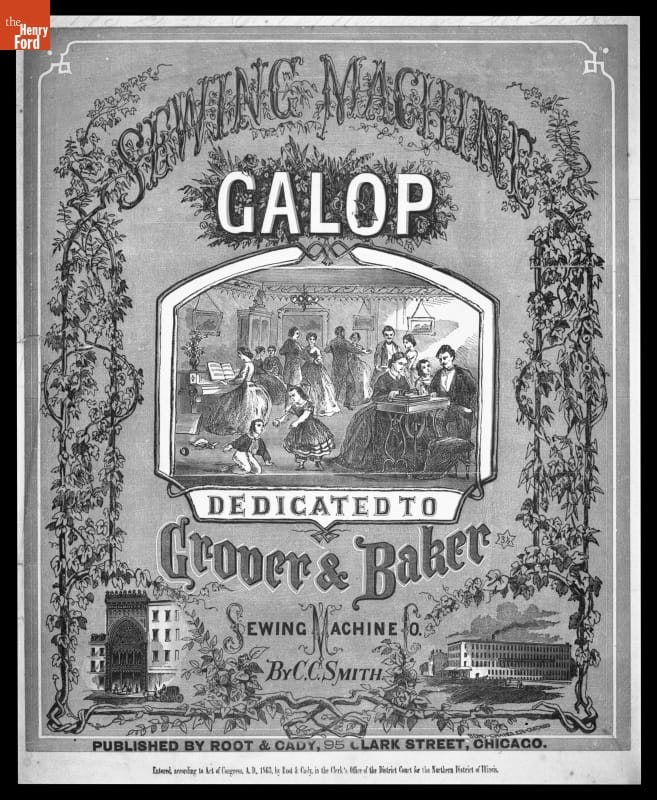 the
Henry
Ford
SEWING MACHINE
GALOP
DEDICATED TO
Grover & Baker
SEWING MACHINE CO.
BY C.C. SMITH.
PUBLISHED BY ROOT & CADY, 95 CLARK STREET, CHICAGO.
Entered, according to Act of Congress, A. D., 1863, by Root & Cady, in the Clerk's Office of the District Court for the Northern District of Illinois.